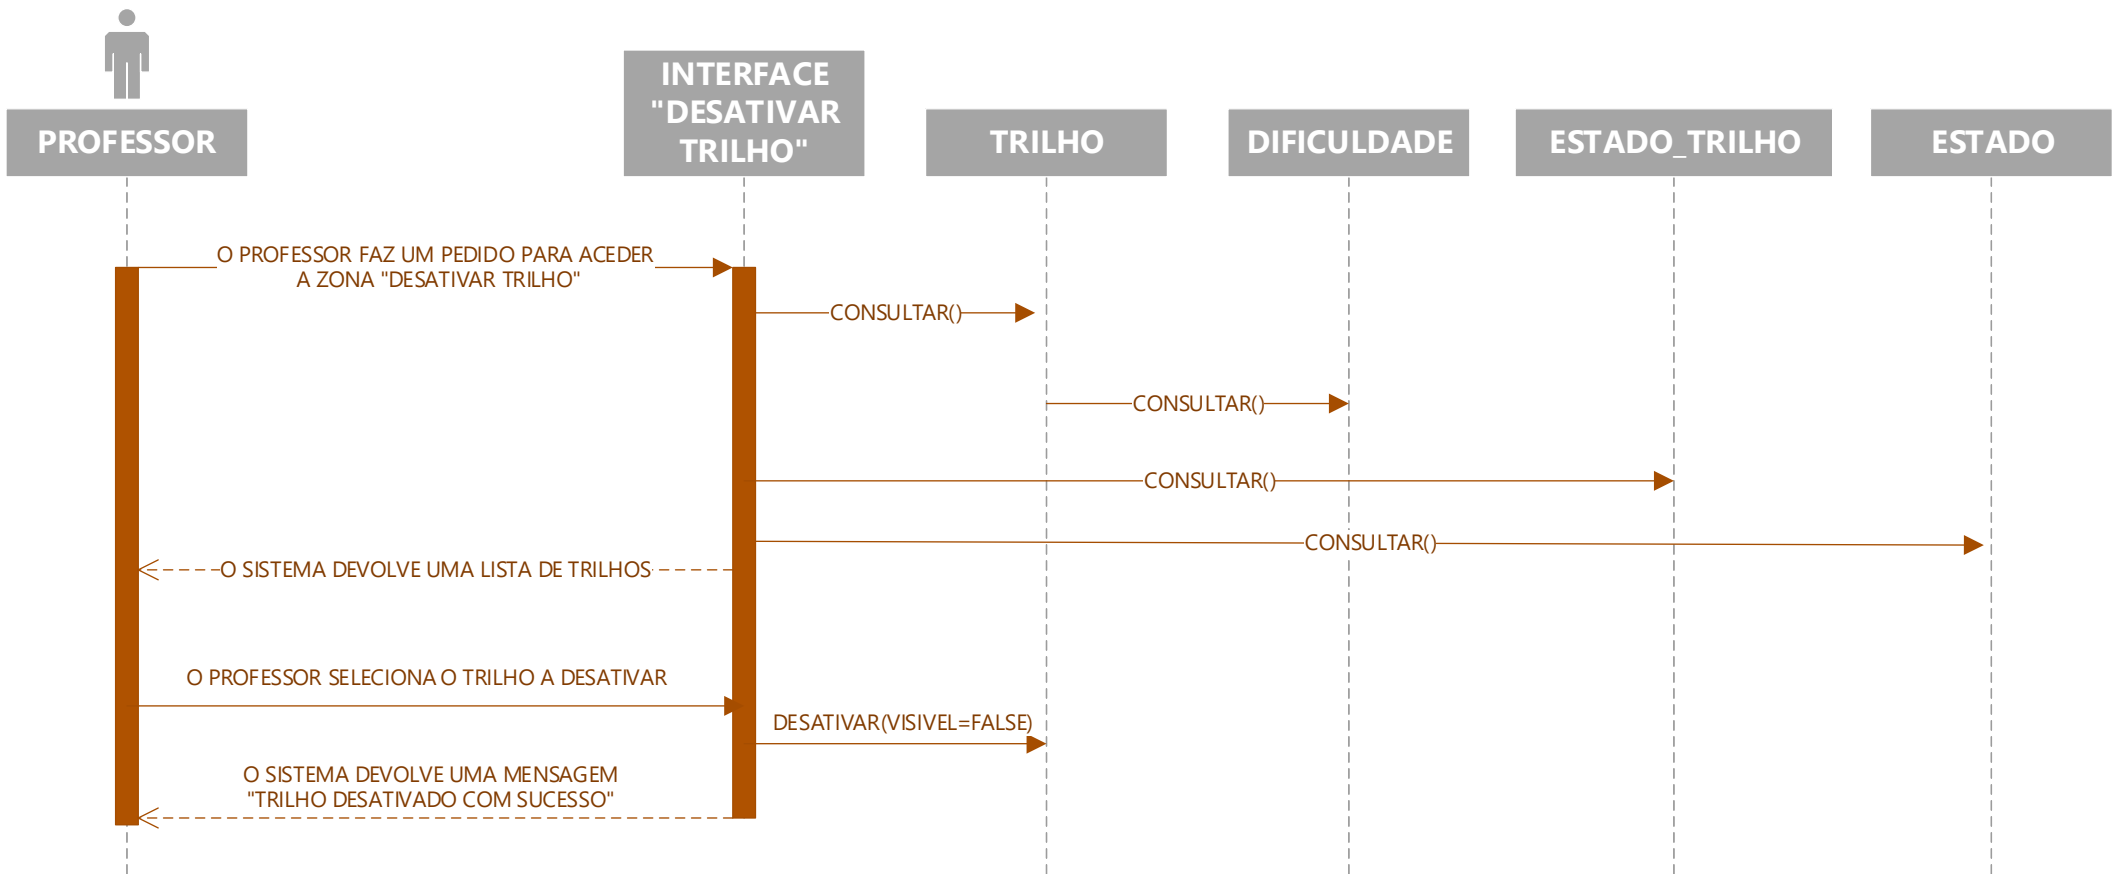 PROFESSOR
INTERFACE
"DESATIVAR
TRILHO"
TRILHO
DIFICULDADE
ESTADO_TRILHO
ESTADO
O PROFESSOR FAZ UM PEDIDO PARA ACEDER
A ZONA "DESATIVAR TRILHO"
CONSULTAR()
CONSULTAR()
CONSULTAR()
CONSULTAR()
O SISTEMA DEVOLVE UMA LISTA DE TRILHOS
O PROFESSOR SELECIONA O TRILHO A DESATIVAR
DESATIVAR(VISIVEL=FALSE)
O SISTEMA DEVOLVE UMA MENSAGEM
"TRILHO DESATIVADO COM SUCESSO"